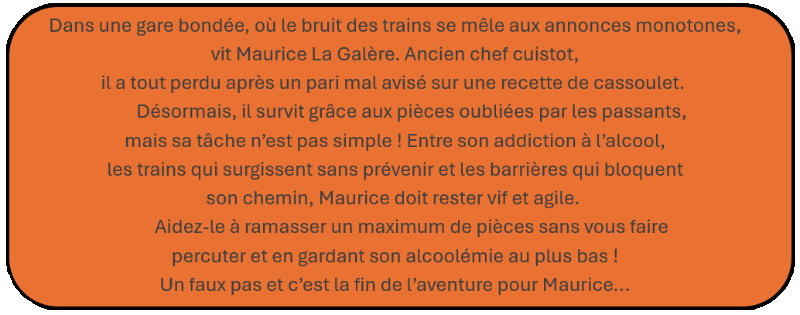 Dans une gare bondée, où le bruit des trains se mêle aux annonces monotones,
vit Maurice La Galère. Ancien chef cuistot,
il a tout perdu après un pari mal avisé sur une recette de cassoulet.
Désormais, il survit grâce aux pièces oubliées par les passants,
mais sa tâche n’est pas simple ! Entre son addiction à l’alcool,
les trains qui surgissent sans prévenir et les barrières qui bloquent
son chemin, Maurice doit rester vif et agile.
Aidez-le à ramasser un maximum de pièces sans vous faire
percuter et en gardant son alcoolémie au plus bas !
Un faux pas et c’est la fin de l’aventure pour Maurice...